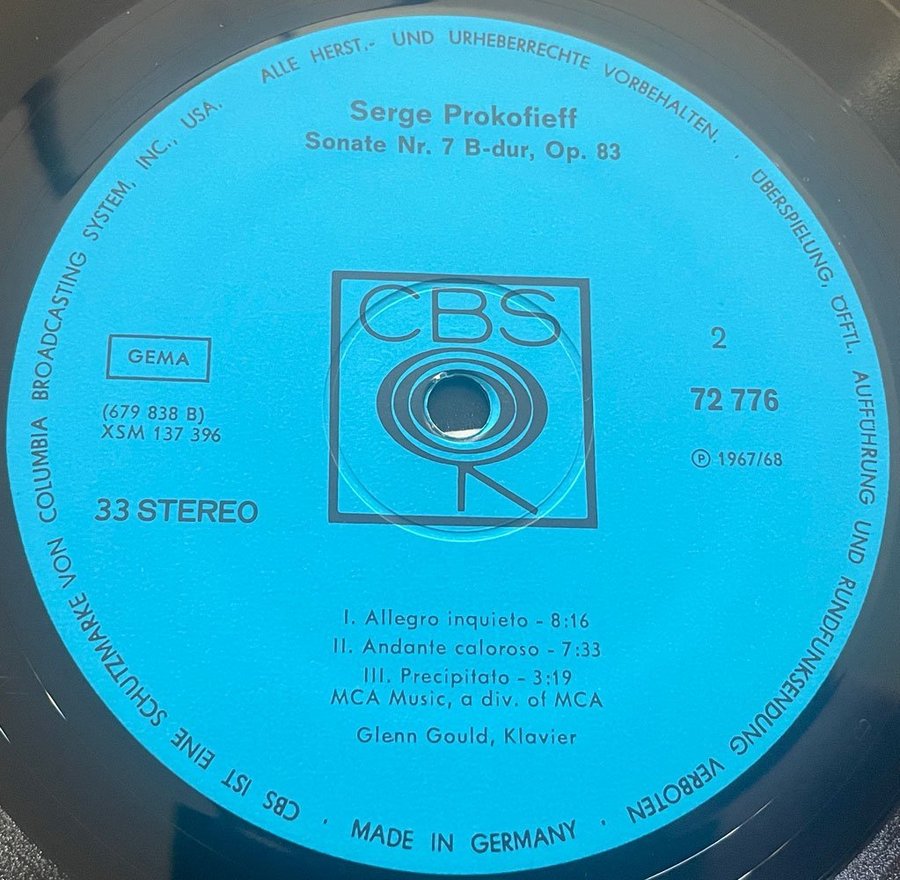 ALLE HERST.- UND URHEBERRECHTE VORBEHALTEN. · ÜBERSPIELUNG, ÖFFTL. AUFFÜHRUNG UND RUNDFUNKSENDUNG VERBOTEN · MADE IN GERMANY · CBS IST EINE SCHUTZMARKE VON COLUMBIA BROADCASTING SYSTEM, INC., USA.
Serge Prokofieff
Sonate Nr. 7 B-dur, Op. 83
CBS
GEMA
(679 838 B)
XSM 137 396
33 STEREO
2
72 776
℗ 1967/68
I. Allegro inquieto - 8:16
II. Andante caloroso - 7:33
III. Precipitato - 3:19
MCA Music, a div. of MCA
Glenn Gould, Klavier